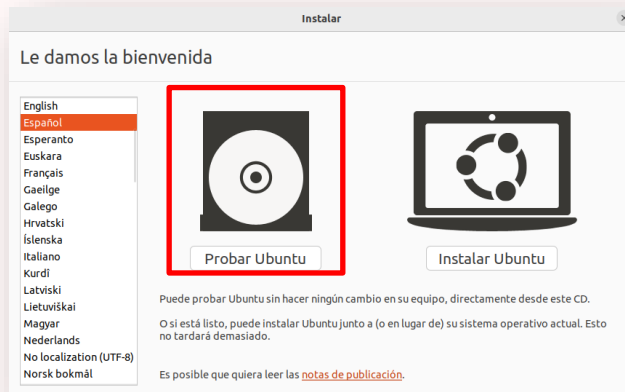 Instalar
Le damos la bienvenida
English
Español
Esperanto
Euskara
Français
Gaeilge
Galego
Hrvatski
Íslenska
Italiano
Kurdî
Latviski
Lietuviškai
Magyar
Nederlands
No localization (UTF-8)
Norsk bokmål
Probar Ubuntu
Instalar Ubuntu
Puede probar Ubuntu sin hacer ningún cambio en su equipo, directamente desde este CD.
O si está listo, puede instalar Ubuntu junto a (o en lugar de) su sistema operativo actual. Esto
no tardará demasiado.
Es posible que quiera leer las notas de publicación.